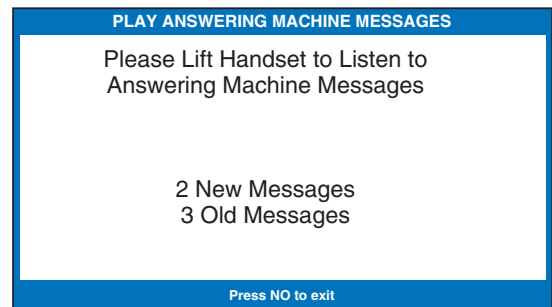 PLAY ANSWERING MACHINE MESSAGES
Please Lift Handset to Listen to
Answering Machine Messages
2 New Messages
3 Old Messages
Press NO to exit